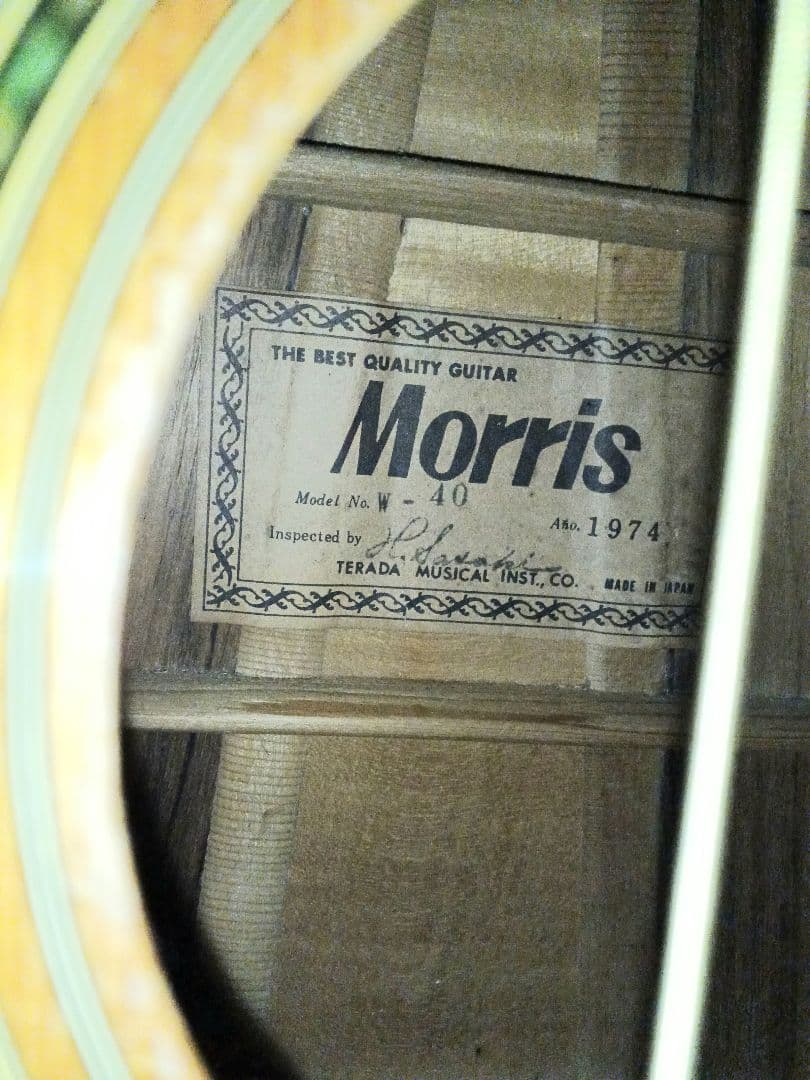 THE BEST QUALITY GUITAR
Morris
Model No. W - 40
Año. 1974
Inspected by H. Sasaki
TERADA MUSICAL INST., CO. MADE IN JAPAN